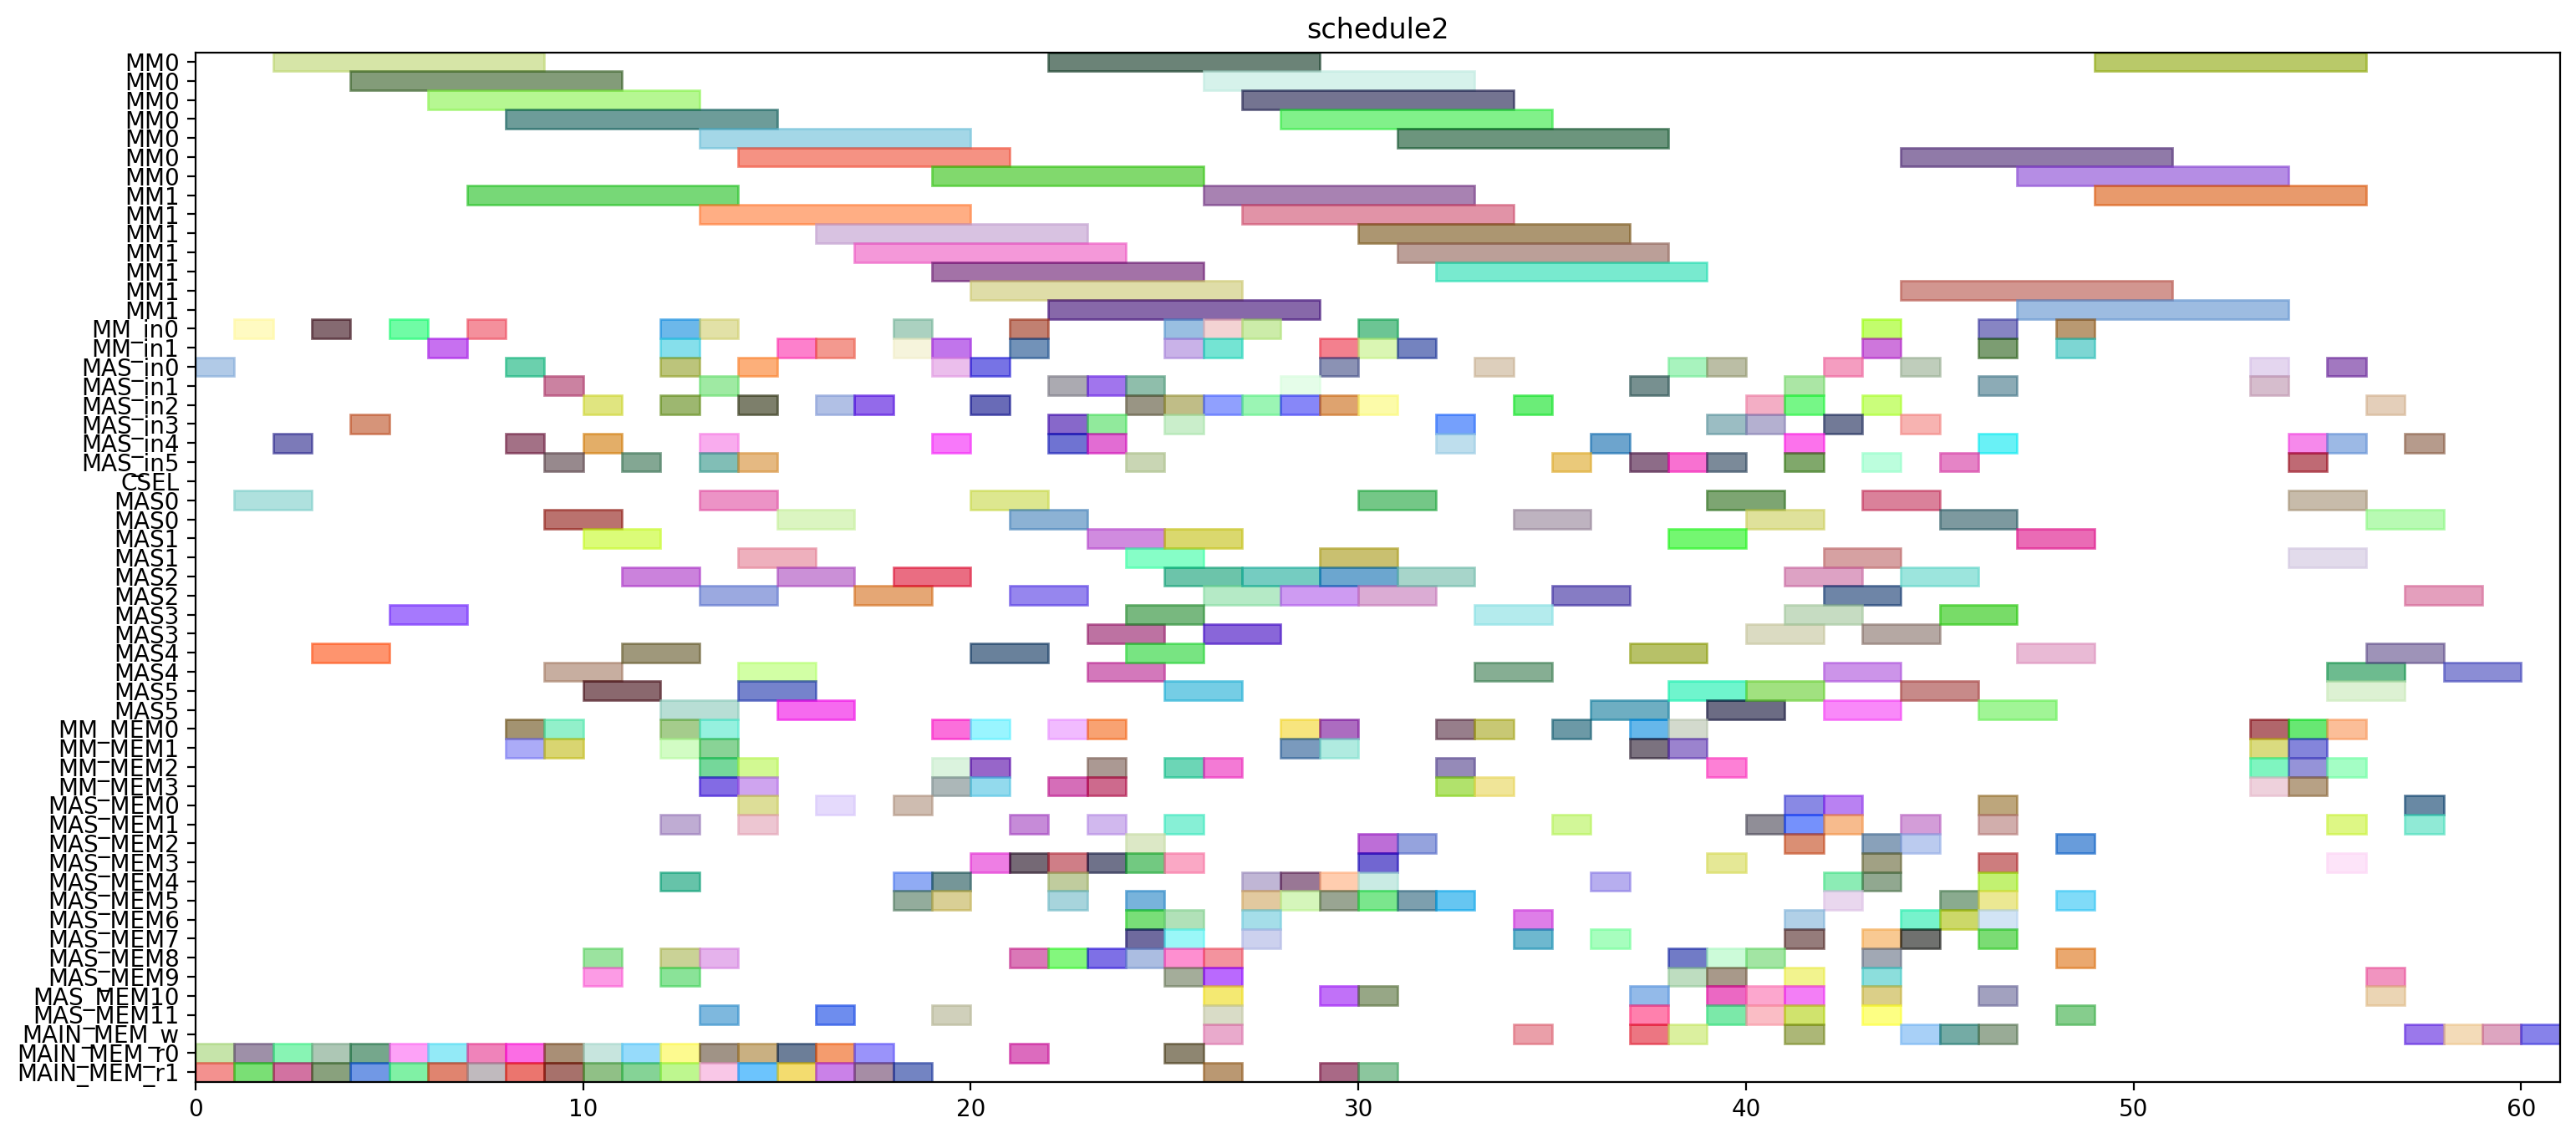 schedule2
MM0
MM0
MM0
MM0
MM0
MM0
MM0
MM1
MM1
MM1
MM1
MM1
MM1
MM1
MM_in0
MM_in1
MAS_in0
MAS_in1
MAS_in2
MAS_in3
MAS_in4
MAS_in5
CSEL
MAS0
MAS0
MAS1
MAS1
MAS2
MAS2
MAS3
MAS3
MAS4
MAS4
MAS5
MAS5
MM_MEM0
MM_MEM1
MM_MEM2
MM_MEM3
MAS_MEM0
MAS_MEM1
MAS_MEM2
MAS_MEM3
MAS_MEM4
MAS_MEM5
MAS_MEM6
MAS_MEM7
MAS_MEM8
MAS_MEM9
MAS_MEM10
MAS_MEM11
MAIN_MEM_w
MAIN_MEM_r0
MAIN_MEM_r1
0 10 20 30 40 50 60